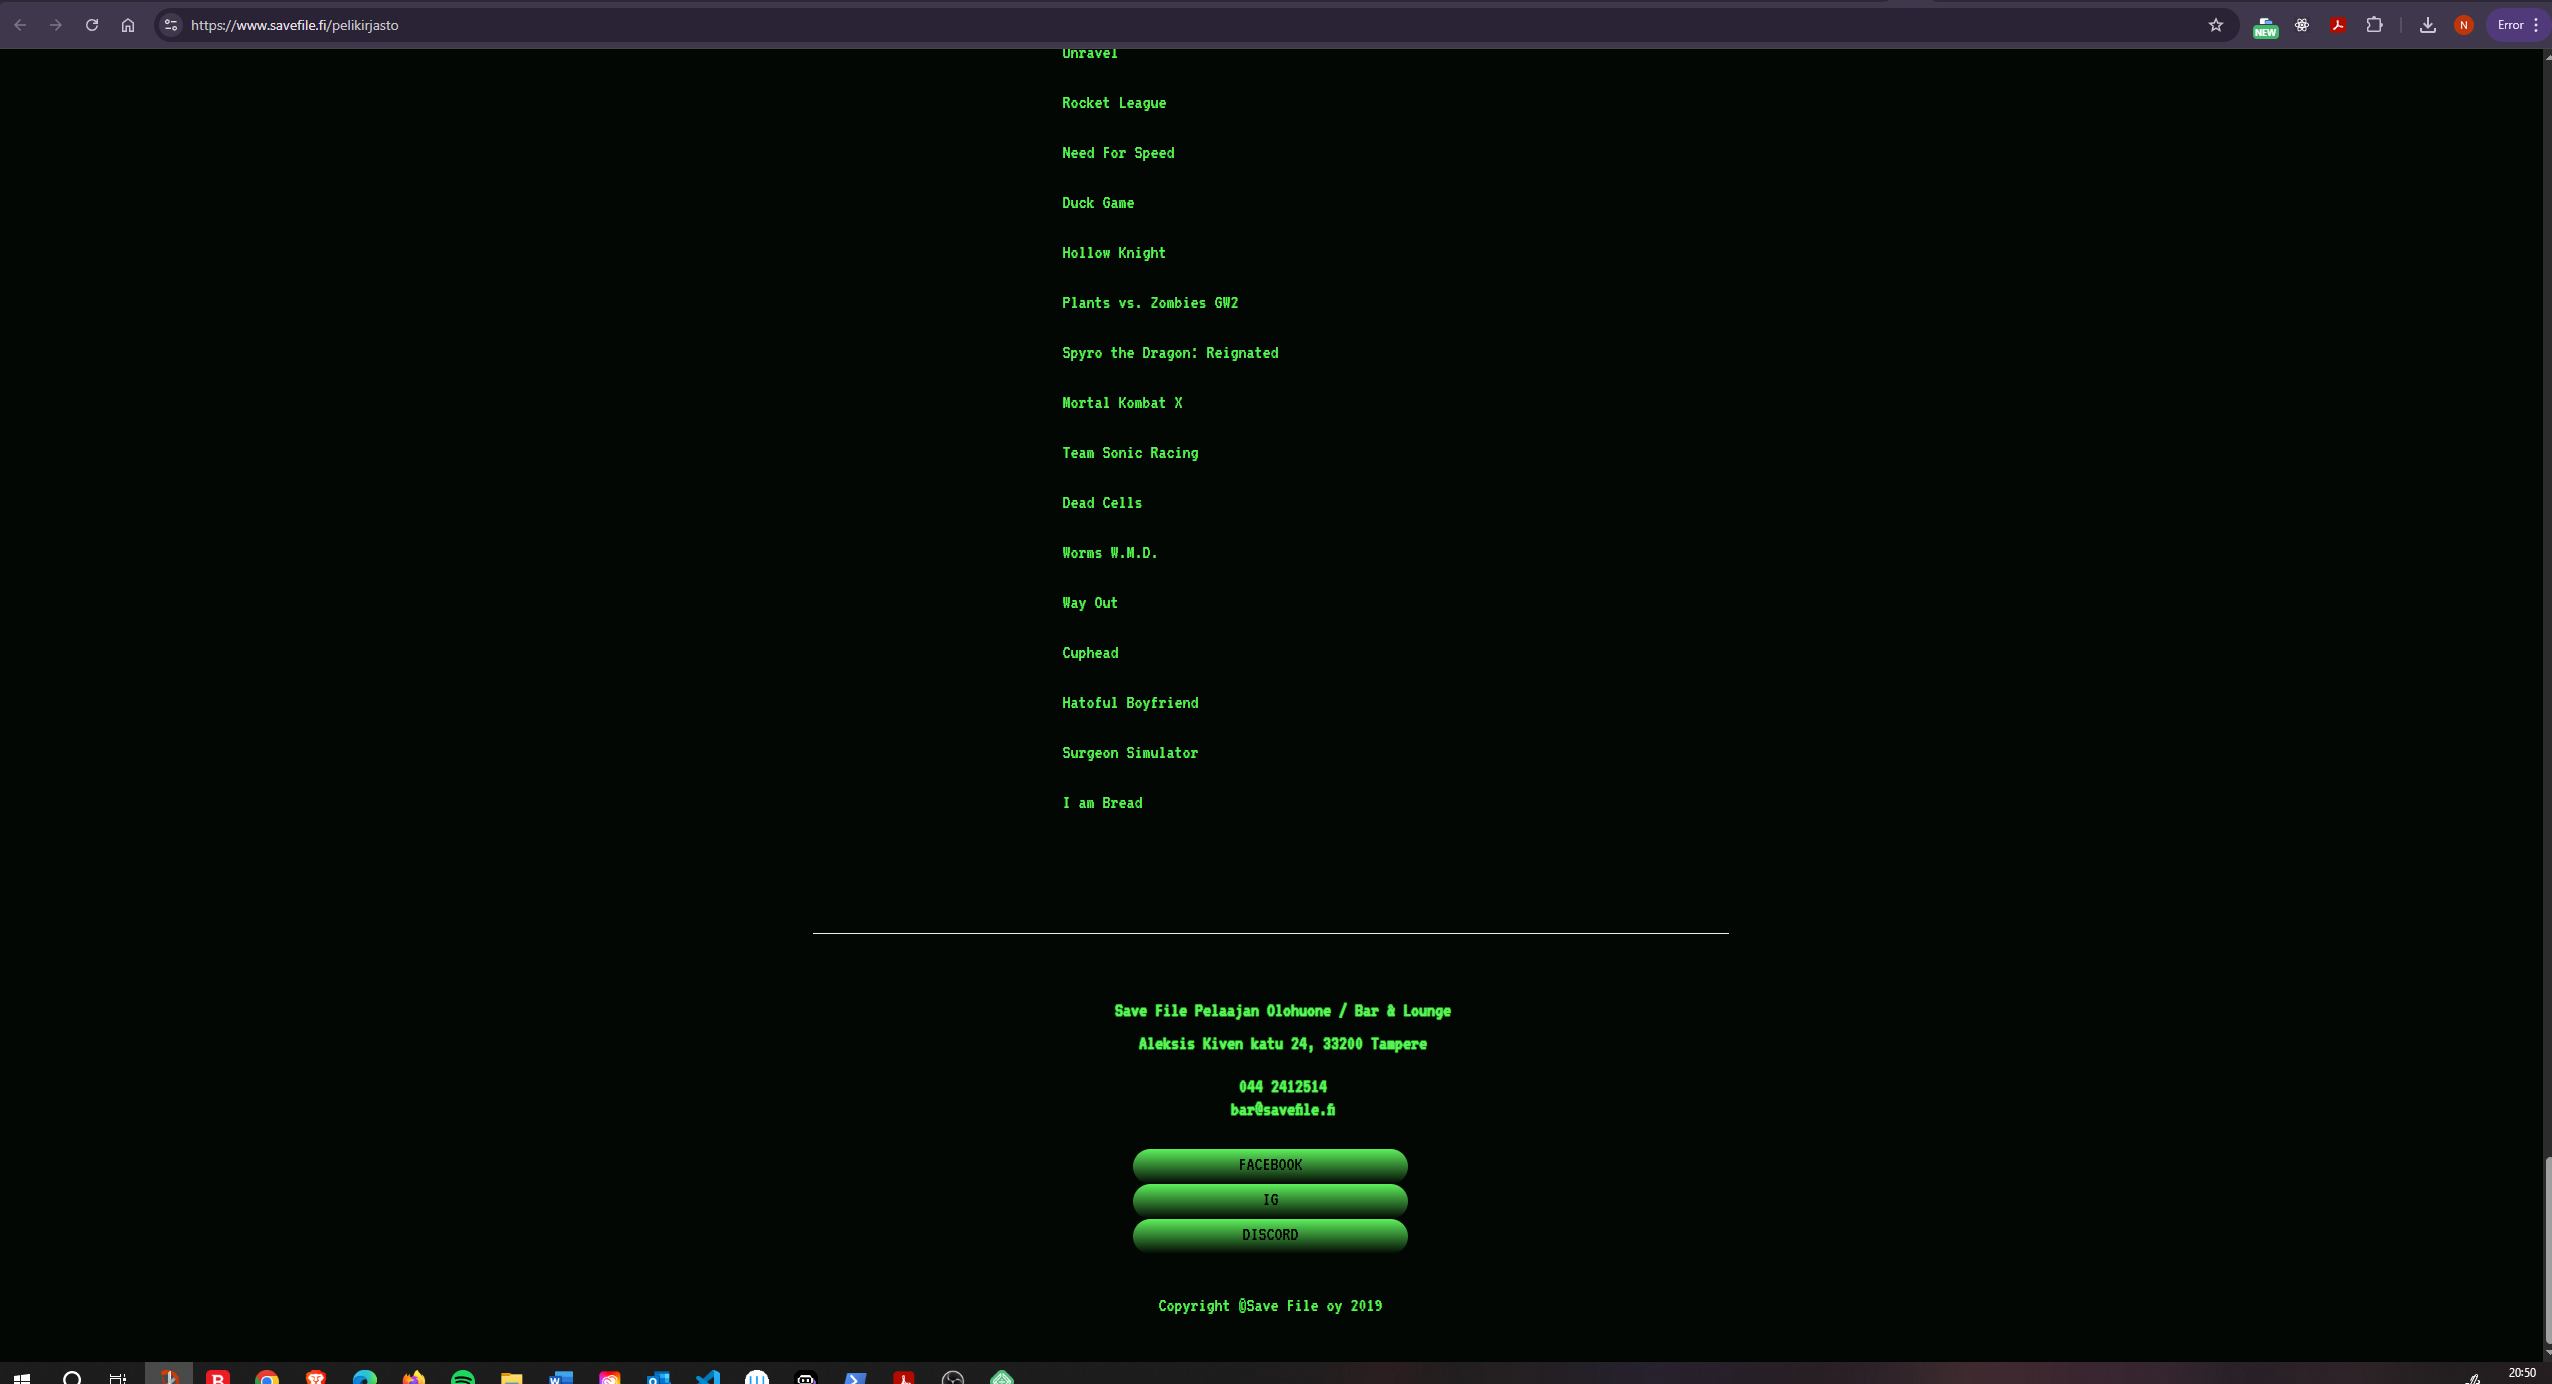 https://www.savefile.fi/pelikirjasto
NEW
N
Error
Unravel
Rocket League
Need For Speed
Duck Game
Hollow Knight
Plants vs. Zombies GW2
Spyro the Dragon: Reignated
Mortal Kombat X
Team Sonic Racing
Dead Cells
Worms W.M.D.
Way Out
Cuphead
Hatoful Boyfriend
Surgeon Simulator
I am Bread
Save File Pelaajan Olohuone / Bar & Lounge
Aleksis Kiven katu 24, 33200 Tampere
044 2412514
bar@savefile.fi
FACEBOOK
IG
DISCORD
Copyright @Save File oy 2019
20:50